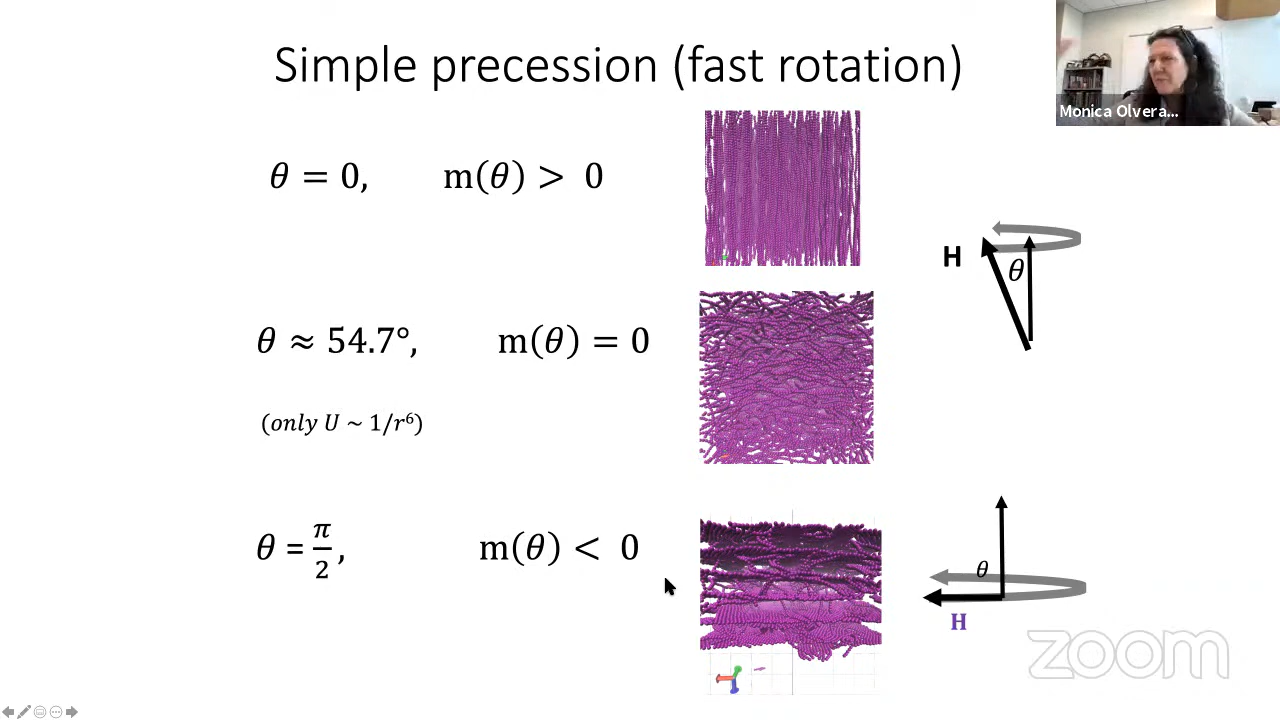 Simple precession (fast rotation)
Monica Olvera...
θ = 0, m(θ) > 0
H
θ
θ ≈ 54.7°, m(θ) = 0
(only U ~ 1/r⁶)
θ = π/2, m(θ) < 0
θ
H
zoom